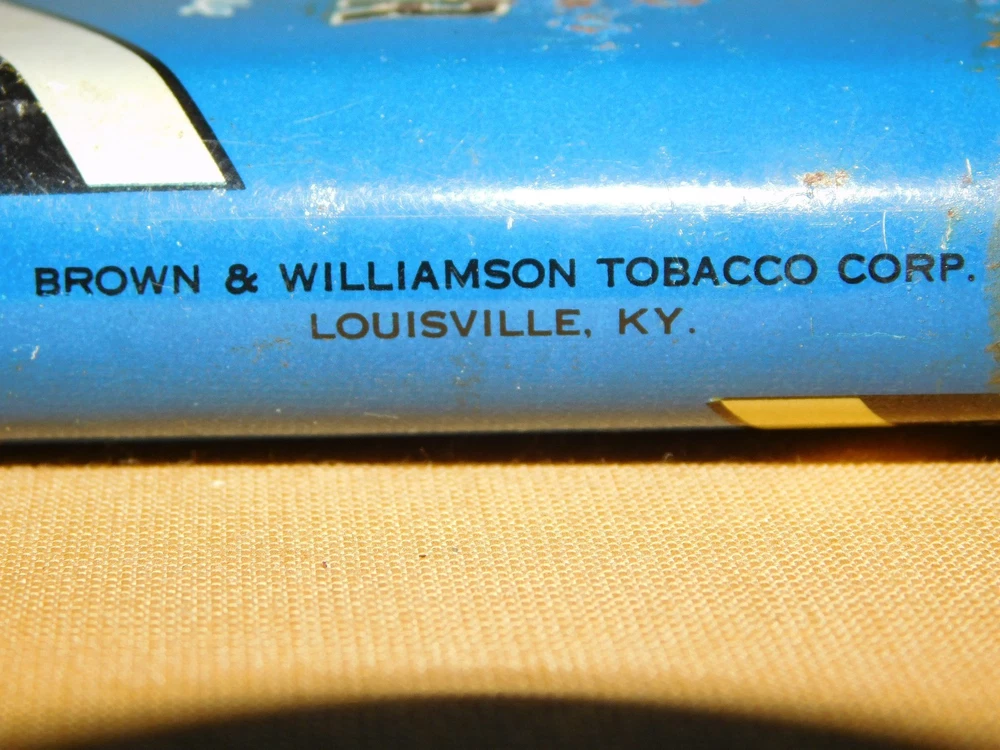 BROWN & WILLIAMSON TOBACCO CORP.
LOUISVILLE, KY.